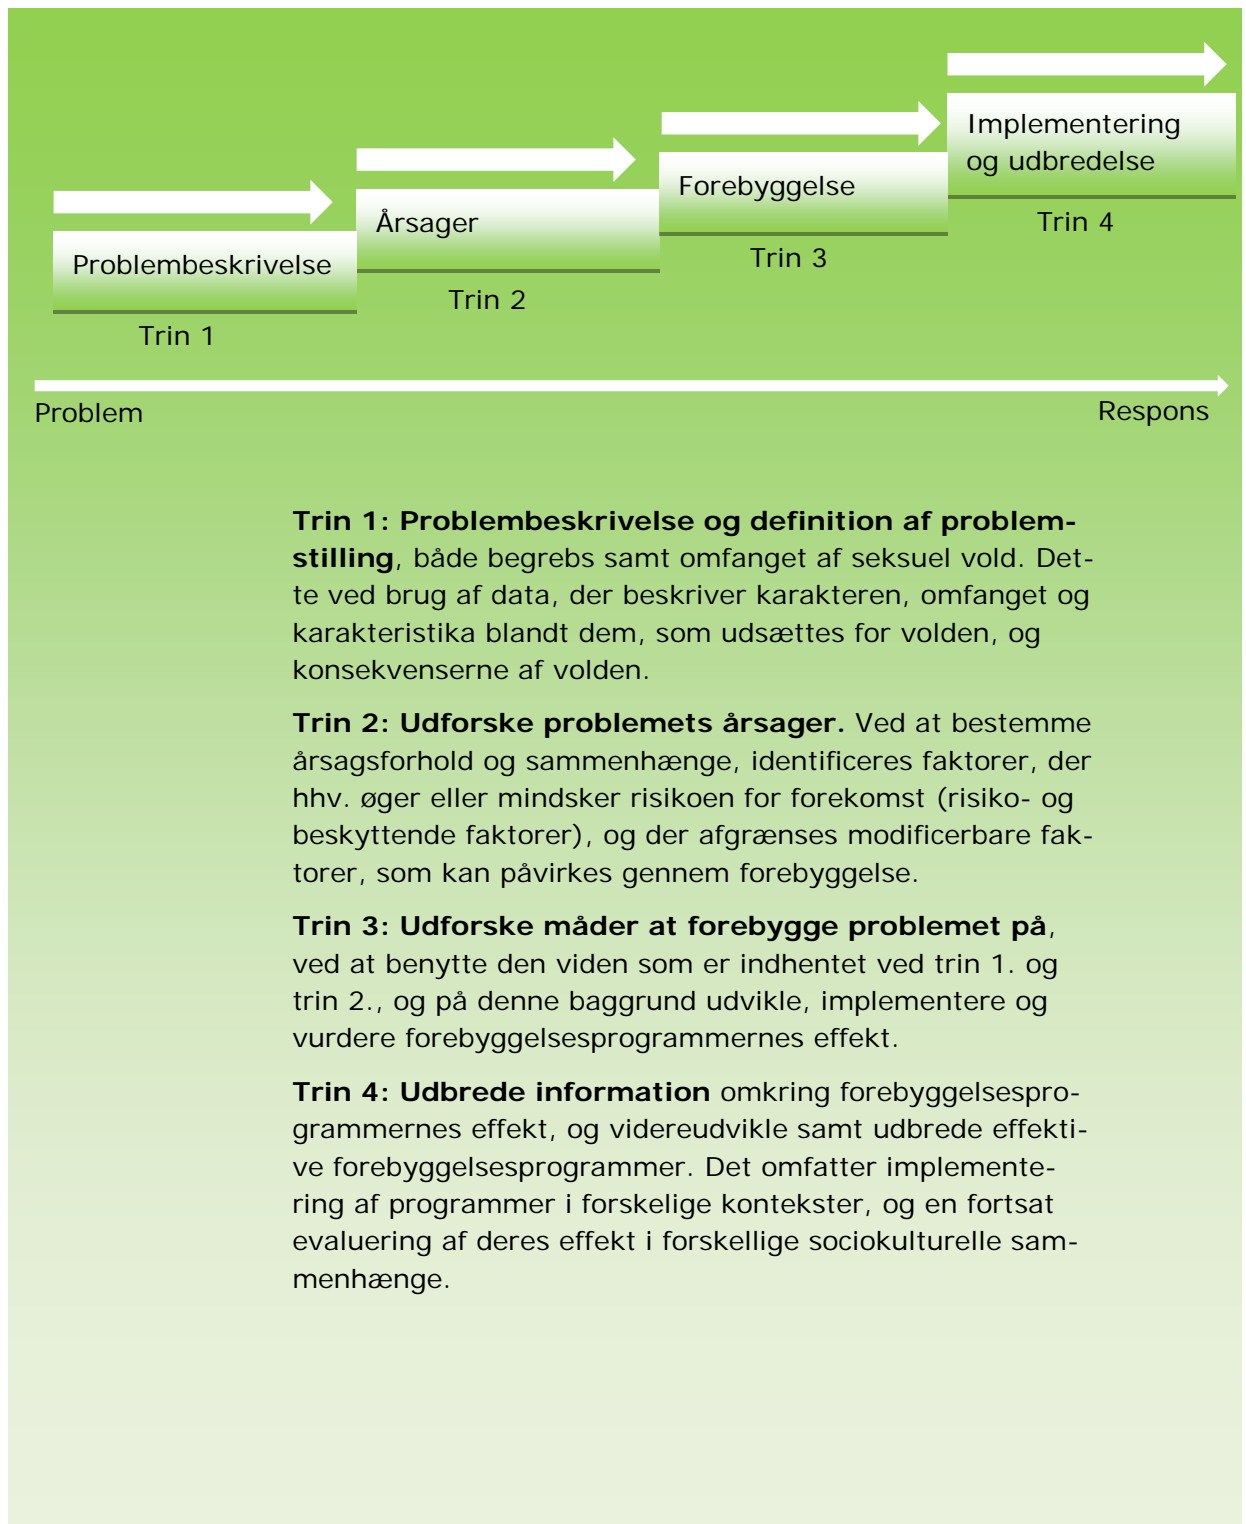 Implementering
og udbredelse
Trin 4
Forebyggelse
Trin 3
Årsager
Trin 2
Problembeskrivelse
Trin 1
Problem
Respons
Trin 1: Problembeskrivelse og definition af problem-
stilling, både begrebs samt omfanget af seksuel vold. Det-
te ved brug af data, der beskriver karakteren, omfanget og
karakteristika blandt dem, som udsættes for volden, og
konsekvenserne af volden.
Trin 2: Udforske problemets årsager. Ved at bestemme
årsagsforhold og sammenhænge, identificeres faktorer, der
hhv. øger eller mindsker risikoen for forekomst (risiko- og
beskyttende faktorer), og der afgrænses modificerbare fak-
torer, som kan påvirkes gennem forebyggelse.
Trin 3: Udforske måder at forebygge problemet på,
ved at benytte den viden som er indhentet ved trin 1. og
trin 2., og på denne baggrund udvikle, implementere og
vurdere forebyggelsesprogrammernes effekt.
Trin 4: Udbrede information omkring forebyggelsespro-
grammernes effekt, og videreudvikle samt udbrede effekti-
ve forebyggelsesprogrammer. Det omfatter implemente-
ring af programmer i forskelige kontekster, og en fortsat
evaluering af deres effekt i forskellige sociokulturelle sam-
menhænge.